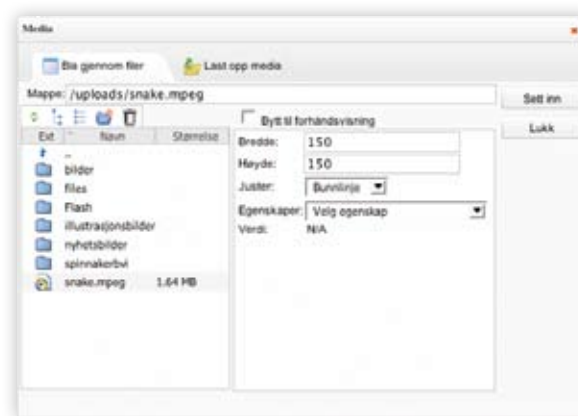 Media
Bla gjennom filer
Last opp media
Mappe: /uploads/snake.mpeg
Sett inn
Lukk
Ext Navn Størrelse
..
bilder
files
Flash
illustrasjonsbilder
nyhetsbilder
spinnakerbvi
snake.mpeg 1.64 MB
Bytt til forhåndsvisning
Bredde: 150
Høyde: 150
Juster: Bunnlinje
Egenskaper: Velg egenskap
Verdi: N/A